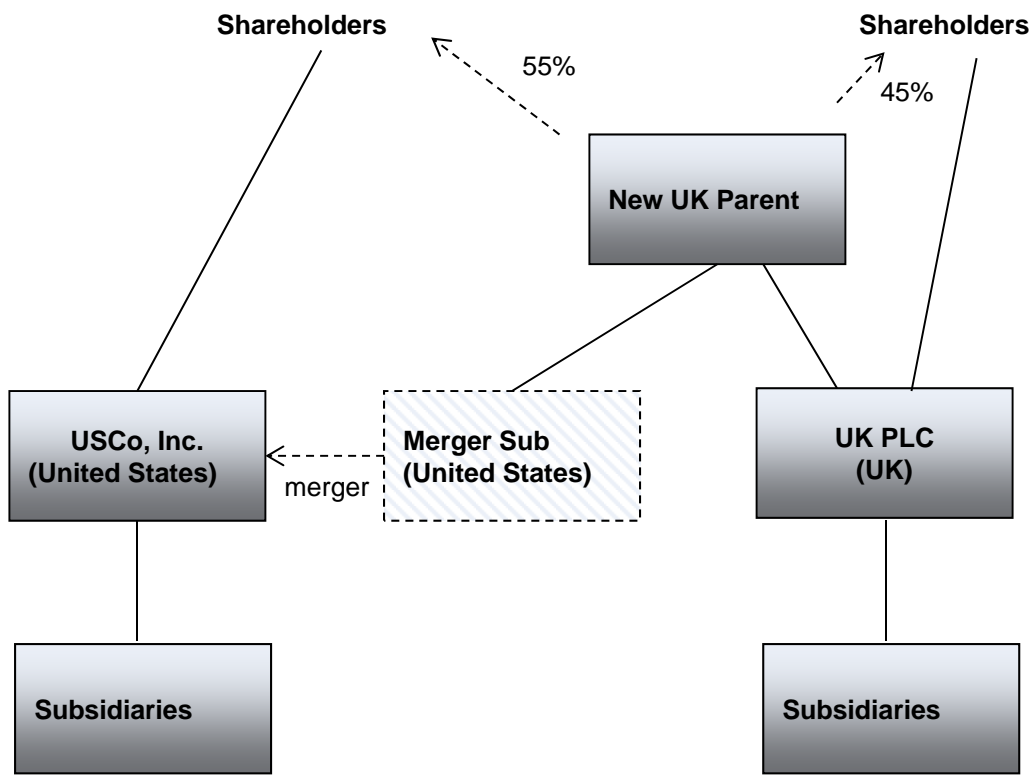 Shareholders
Shareholders
55%
45%
New UK Parent
USCo, Inc.
(United States)
merger
Merger Sub
(United States)
UK PLC
(UK)
Subsidiaries
Subsidiaries